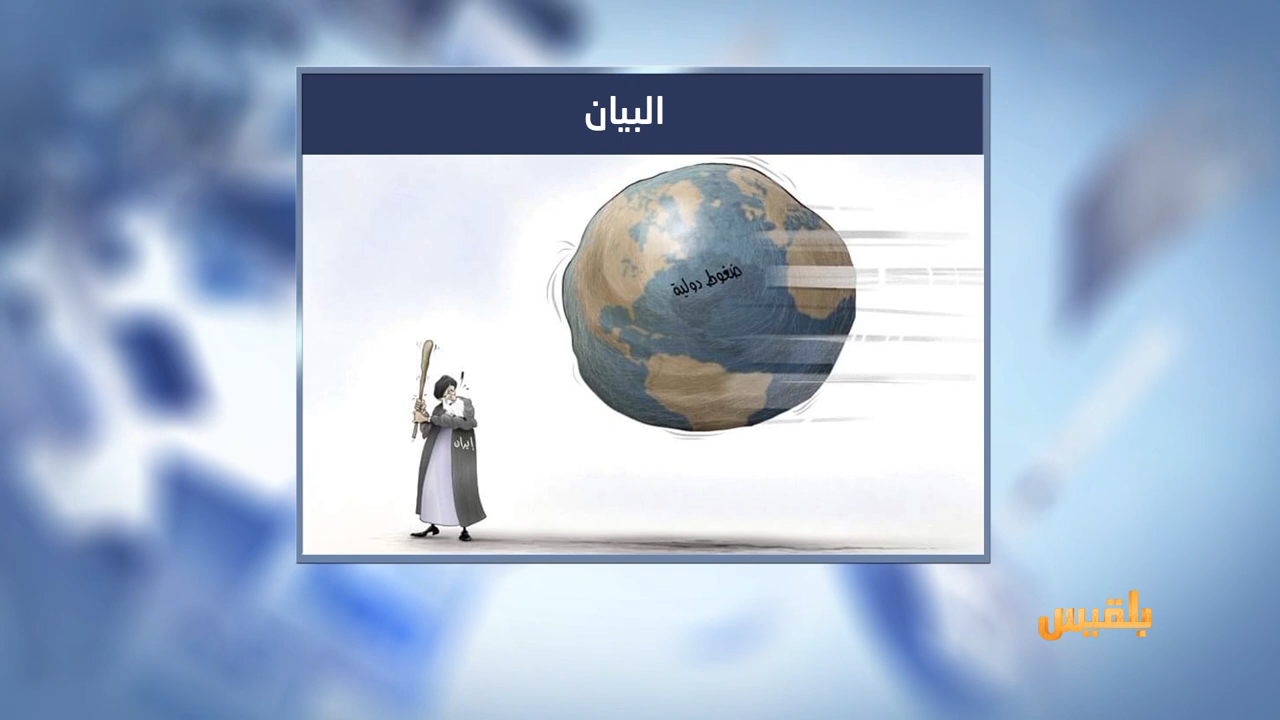 البيان
ضغوط دولية
إيران
بلقيس